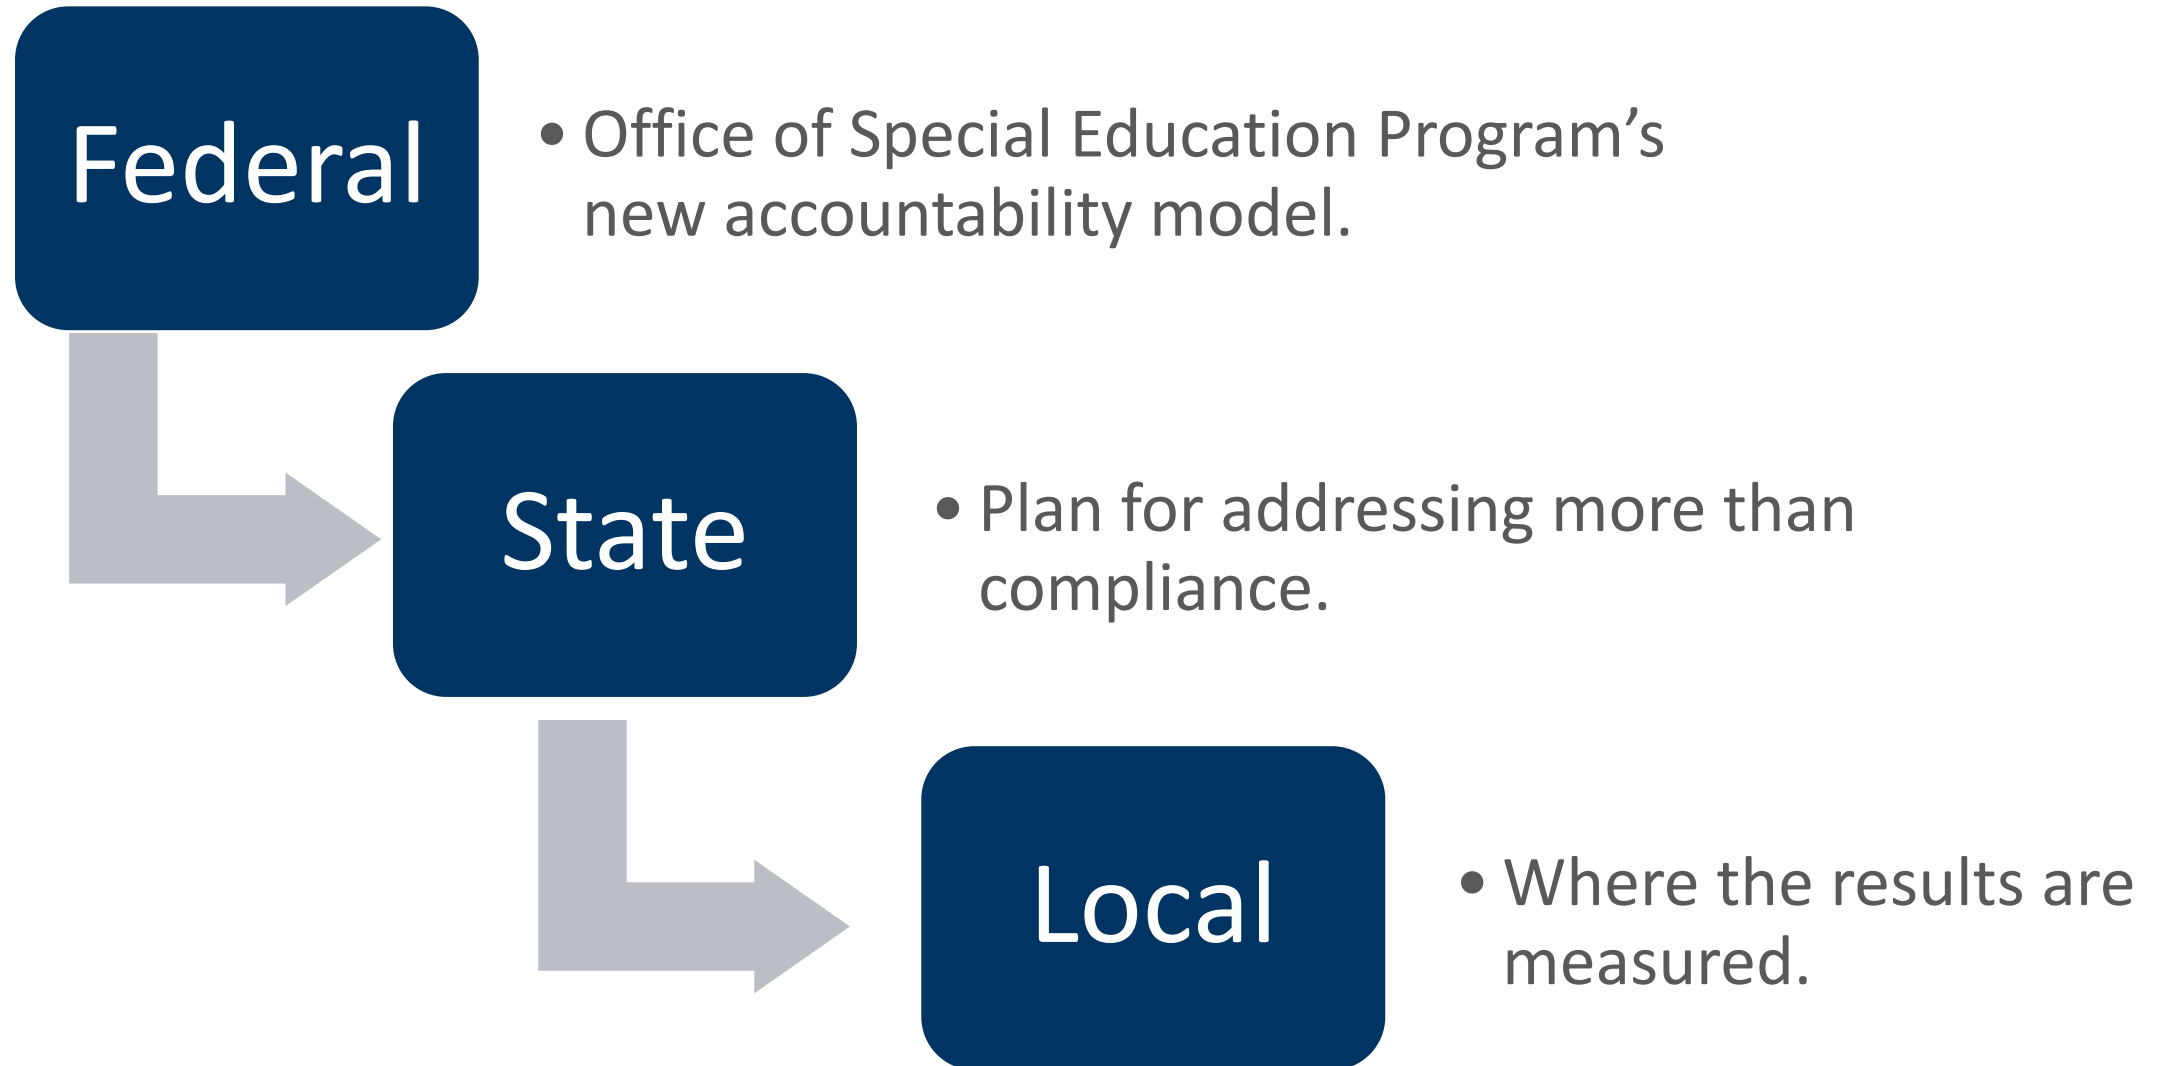 Federal
• Office of Special Education Program’s
new accountability model.
State
• Plan for addressing more than
compliance.
Local
• Where the results are
measured.